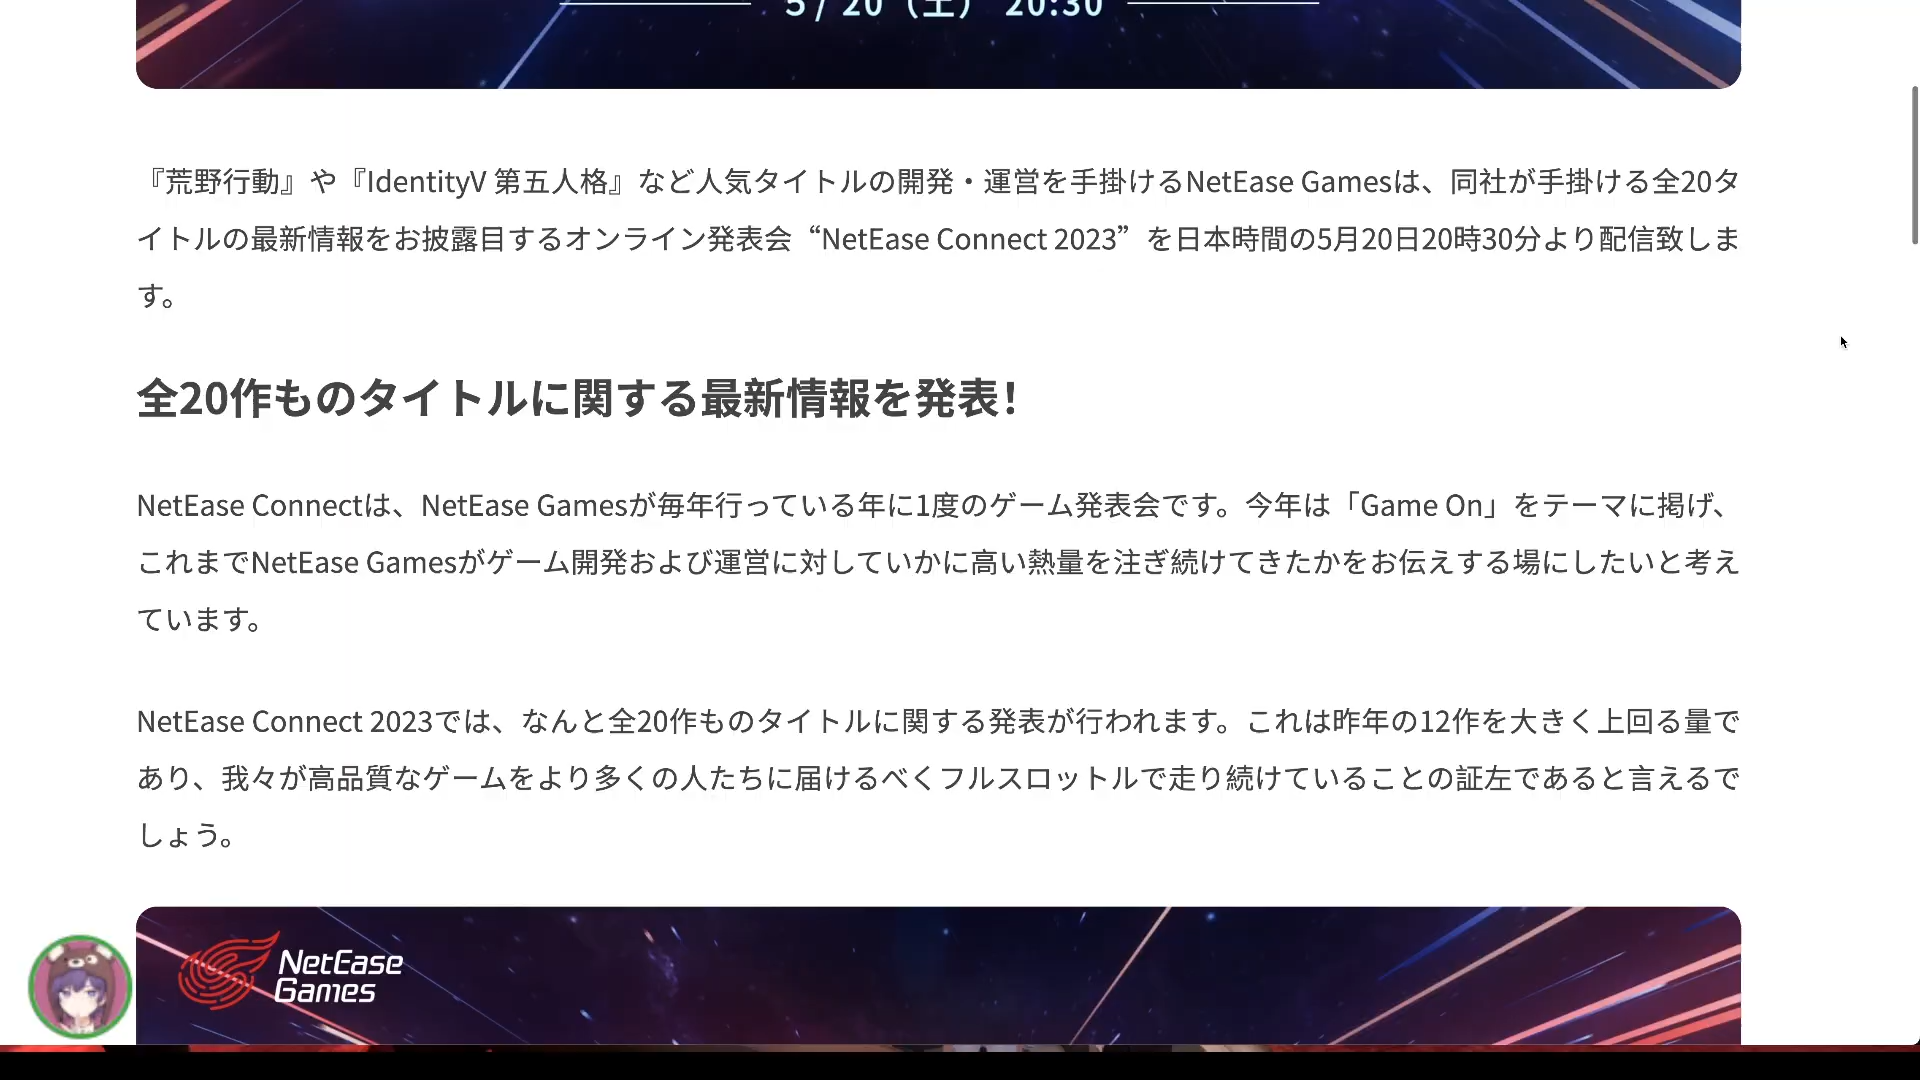 5 / 20（土） 20:30
『荒野行動』や『IdentityV 第五人格』など人気タイトルの開発・運営を手掛けるNetEase Gamesは、同社が手掛ける全20タ
イトルの最新情報をお披露目するオンライン発表会“NetEase Connect 2023”を日本時間の5月20日20時30分より配信致しま
す。
全20作ものタイトルに関する最新情報を発表！
NetEase Connectは、NetEase Gamesが毎年行っている年に1度のゲーム発表会です。今年は「Game On」をテーマに掲げ、
これまでNetEase Gamesがゲーム開発および運営に対していかに高い熱量を注ぎ続けてきたかをお伝えする場にしたいと考え
ています。
NetEase Connect 2023では、なんと全20作ものタイトルに関する発表が行われます。これは昨年の12作を大きく上回る量で
あり、我々が高品質なゲームをより多くの人たちに届けるべくフルスロットルで走り続けていることの証左であると言えるで
しょう。
NetEase
Games